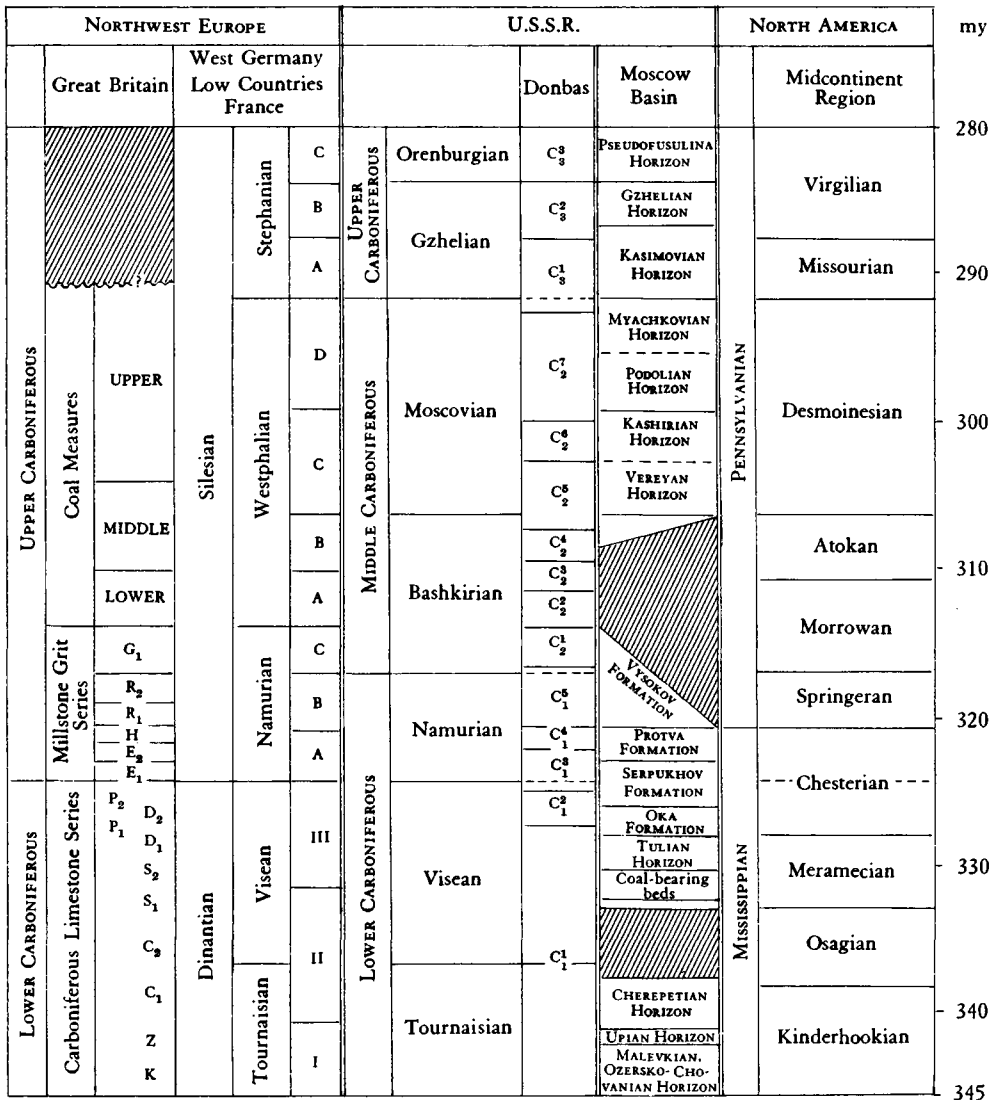 NORTHWEST EUROPE
U.S.S.R.
NORTH AMERICA
my
Great Britain
West Germany
Low Countries
France
Donbas
Moscow
Basin
Midcontinent
Region
UPPER CARBONIFEROUS
LOWER CARBONIFEROUS
Coal Measures
Millstone Grit
Series
Carboniferous Limestone Series
UPPER
MIDDLE
LOWER
G₁
R₂
R₁
H
E₂
E₁
P₂
D₂
P₁
D₁
S₂
S₁
C₂
C₁
Z
K
Silesian
Dinantian
Stephanian
Westphalian
Namurian
Visean
Tournaisian
C
B
A
D
C
B
A
C
B
A
III
II
I
UPPER
CARBONIFEROUS
MIDDLE CARBONIFEROUS
LOWER CARBONIFEROUS
Orenburgian
Gzhelian
Moscovian
Bashkirian
Namurian
Visean
Tournaisian
C₃³
C₃²
C₃¹
C₂⁷
C₂⁶
C₂⁵
C₂⁴
C₂³
C₂²
C₂¹
C₁⁵
C₁⁴
C₁³
C₁²
C₁¹
PSEUDOFUSULINA
HORIZON
GZHELIAN
HORIZON
KASIMOVIAN
HORIZON
MYACHKOVIAN
HORIZON
PODOLIAN
HORIZON
KASHIRIAN
HORIZON
VEREYAN
HORIZON
VYSOKOV
FORMATION
PROTVA
FORMATION
SERPUKHOV
FORMATION
OKA
FORMATION
TULIAN
HORIZON
Coal-bearing
beds
CHEREPETIAN
HORIZON
UPIAN HORIZON
MALEVKIAN,
OZERSKO-CHO-
VANIAN HORIZON
PENNSYLVANIAN
MISSISSIPPIAN
Virgilian
Missourian
Desmoinesian
Atokan
Morrowan
Springeran
Chesterian
Meramecian
Osagian
Kinderhookian
280
290
300
310
320
330
340
345